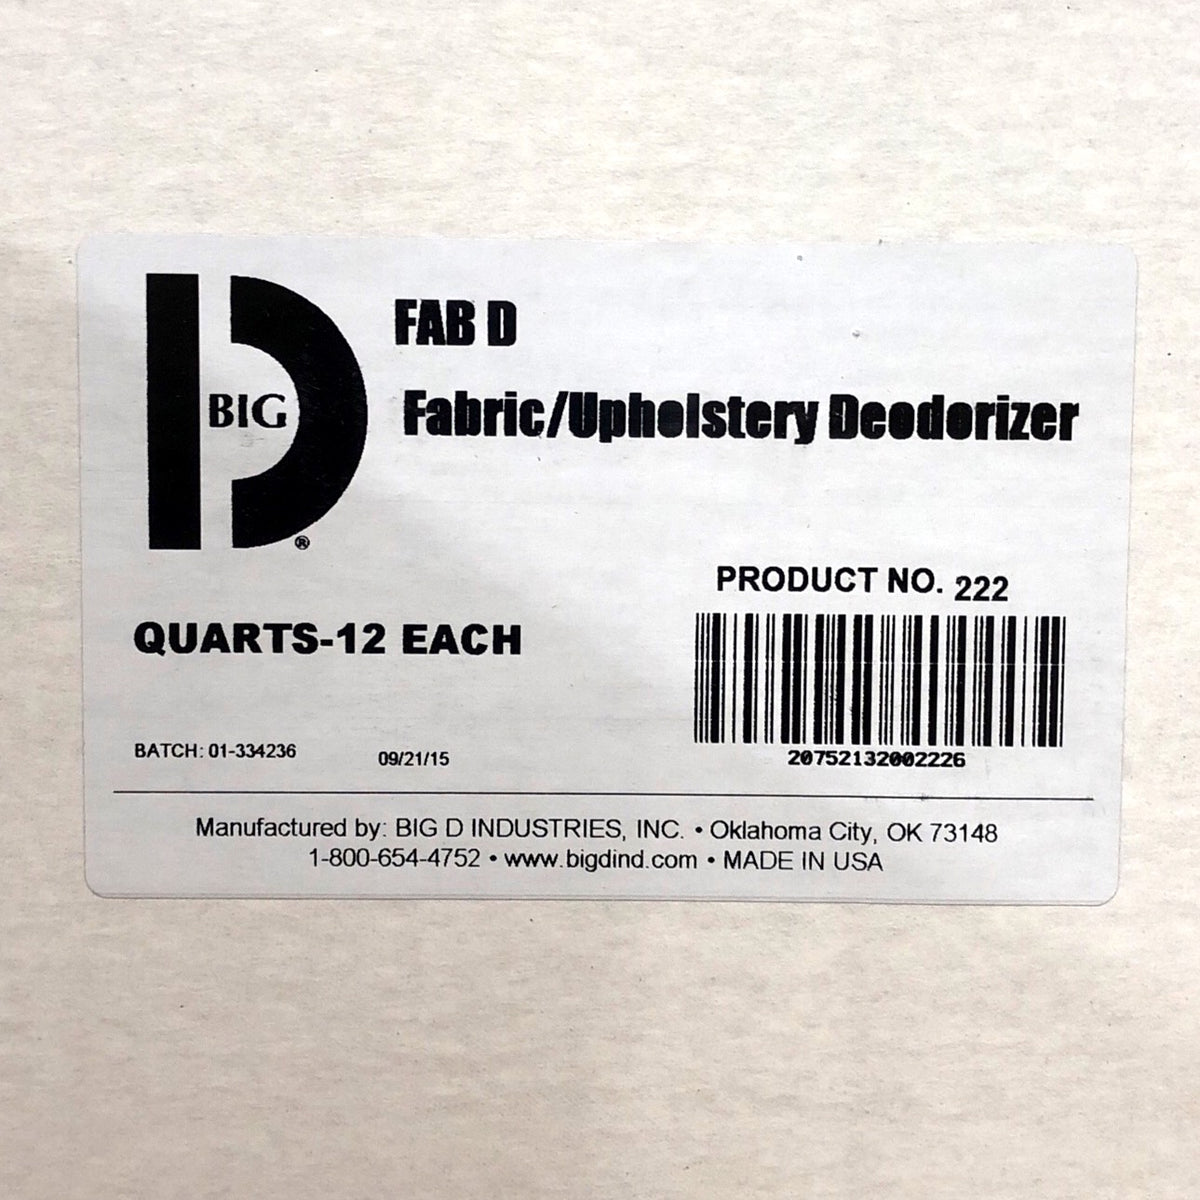 BIG
®
FAB D
Fabric/Upholstery Deodorizer
PRODUCT NO. 222
QUARTS-12 EACH
20752132002226
BATCH: 01-334236 09/21/15
Manufactured by: BIG D INDUSTRIES, INC. • Oklahoma City, OK 73148
1-800-654-4752 • www.bigdind.com • MADE IN USA